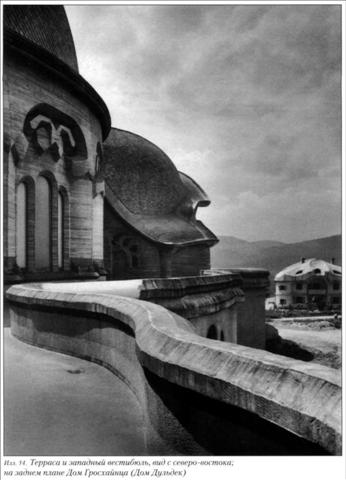 Илл. 14. Терраса и западный вестибюль, вид с северо-востока;
на заднем плане Дом Гросхайнца (Дом Дульдек)